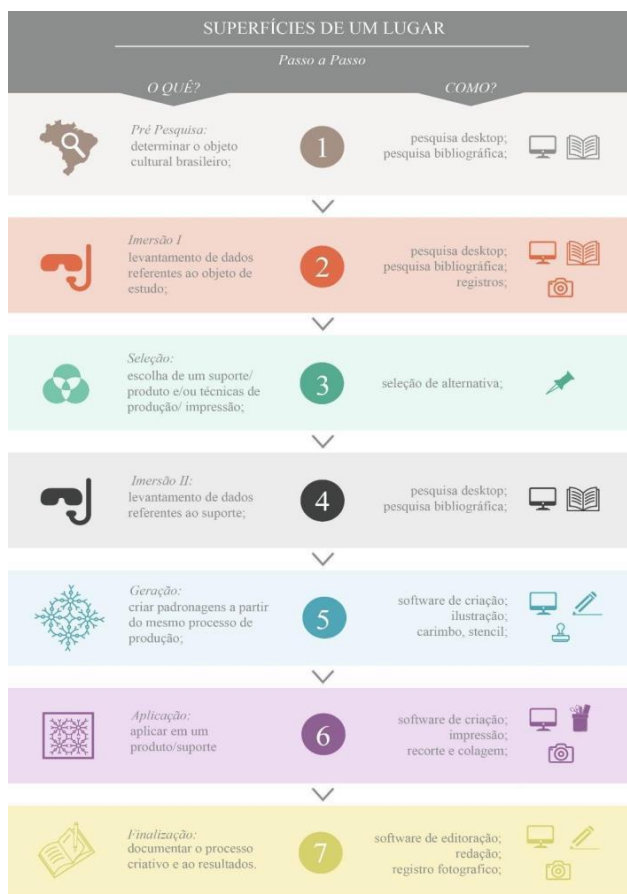 SUPERFÍCIES DE UM LUGAR
Passo a Passo
O QUÊ?
COMO?
Pré Pesquisa:
determinar o objeto
cultural brasileiro;
1
pesquisa desktop;
pesquisa bibliográfica;
Imersão I
levantamento de dados
referentes ao objeto de
estudo;
2
pesquisa desktop;
pesquisa bibliográfica;
registros;
Seleção:
escolha de um suporte/
produto e/ou técnicas de
produção/ impressão;
3
seleção de alternativa;
Imersão II:
levantamento de dados
referentes ao suporte;
4
pesquisa desktop;
pesquisa bibliográfica;
Geração:
criar padronagens a partir
do mesmo processo de
produção;
5
software de criação;
ilustração;
carimbo, stencil;
Aplicação:
aplicar em um
produto/suporte
6
software de criação;
impressão;
recorte e colagem;
Finalização:
documentar o processo
criativo e ao resultados.
7
software de editoração;
redação;
registro fotografico;